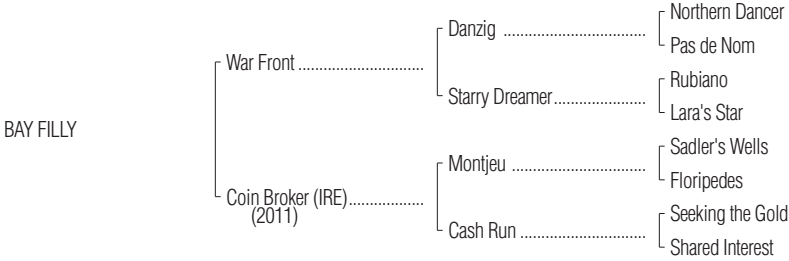 Northern Dancer
Danzig ..................................
Pas de Nom
War Front ..............................
Rubiano
Starry Dreamer......................
Lara's Star
BAY FILLY
Sadler's Wells
Montjeu ................................
Floripedes
Coin Broker (IRE)..................
(2011)
Seeking the Gold
Cash Run ..............................
Shared Interest